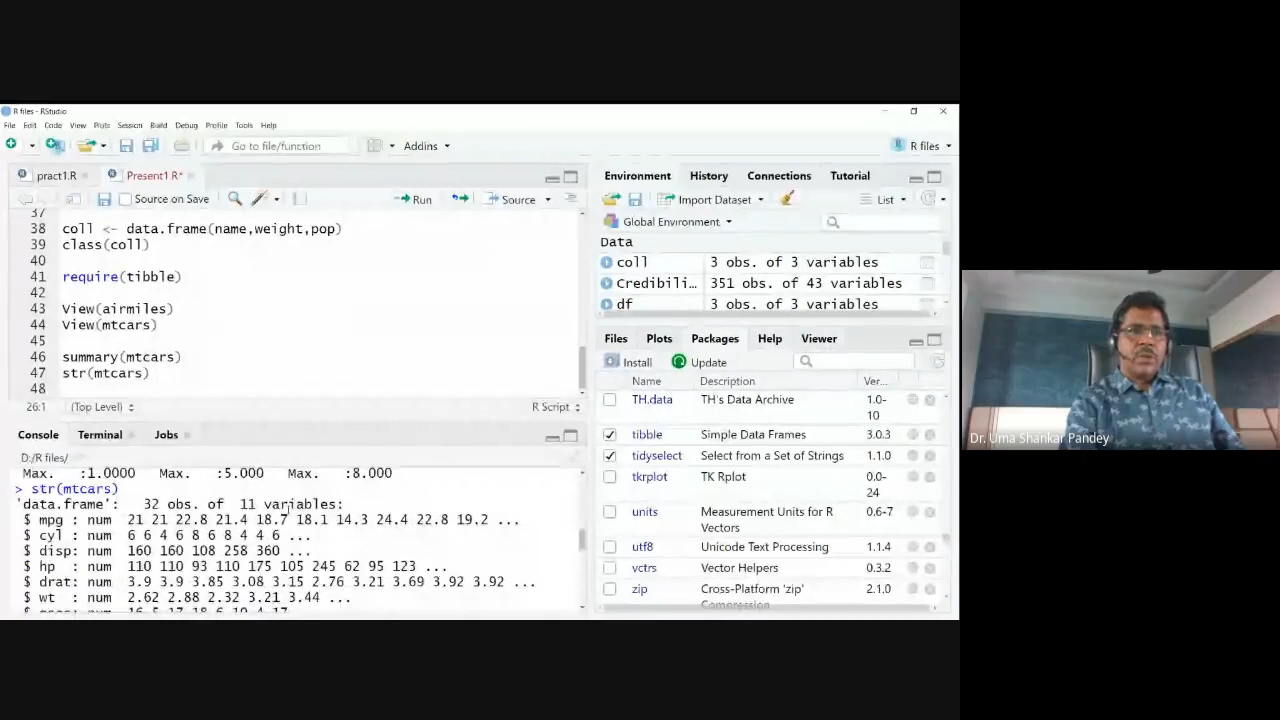 R files - RStudio
File Edit Code View Plots Session Build Debug Profile Tools Help
Go to file/function
Addins
R files
pract1.R
Present1 R*
Source on Save
Run
Source
37
38 coll <- data.frame(name,weight,pop)
39 class(coll)
40
41 require(tibble)
42
43 View(airmiles)
44 View(mtcars)
45
46 summary(mtcars)
47 str(mtcars)
48
26:1 (Top Level) R Script
Console Terminal Jobs
D:/R files/
Max. :1.0000 Max. :5.000 Max. :8.000
> str(mtcars)
'data.frame': 32 obs. of 11 variables:
$ mpg : num 21 21 22.8 21.4 18.7 18.1 14.3 24.4 22.8 19.2 ...
$ cyl : num 6 6 4 6 8 6 8 4 4 6 ...
$ disp: num 160 160 108 258 360 ...
$ hp : num 110 110 93 110 175 105 245 62 95 123 ...
$ drat: num 3.9 3.9 3.85 3.08 3.15 2.76 3.21 3.69 3.92 3.92 ...
$ wt : num 2.62 2.88 2.32 3.21 3.44 ...
Environment History Connections Tutorial
Import Dataset
List
Global Environment
Data
coll 3 obs. of 3 variables
Credibili... 351 obs. of 43 variables
df 3 obs. of 3 variables
Files Plots Packages Help Viewer
Install Update
Name Description Ver...
TH.data TH's Data Archive 1.0-
10
tibble Simple Data Frames 3.0.3
tidyselect Select from a Set of Strings 1.1.0
tkrplot TK Rplot 0.0-
24
units Measurement Units for R 0.6-7
Vectors
utf8 Unicode Text Processing 1.1.4
vctrs Vector Helpers 0.3.2
zip Cross-Platform 'zip' 2.1.0
Compression
Dr. Uma Shankar Pandey